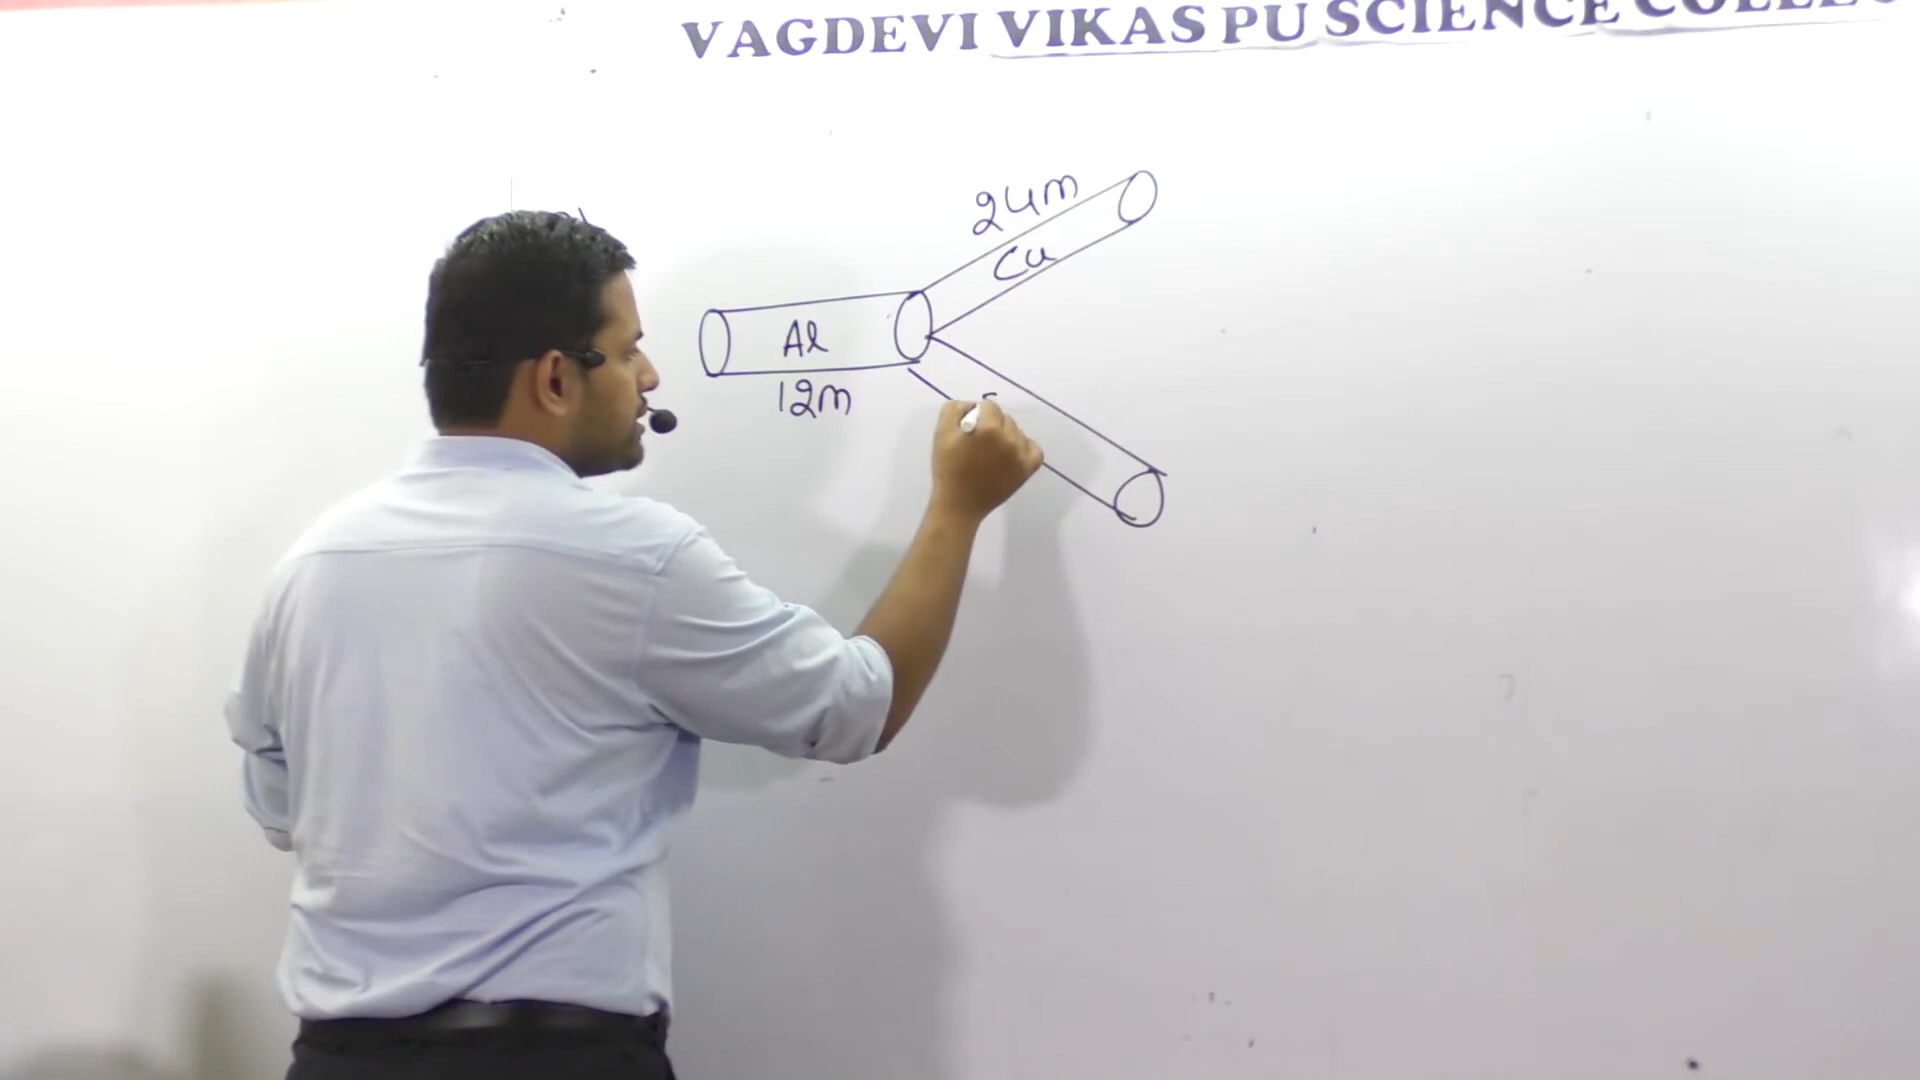 VAGDEVI VIKAS PU SCIENCE
24m
Cu
Al
12m